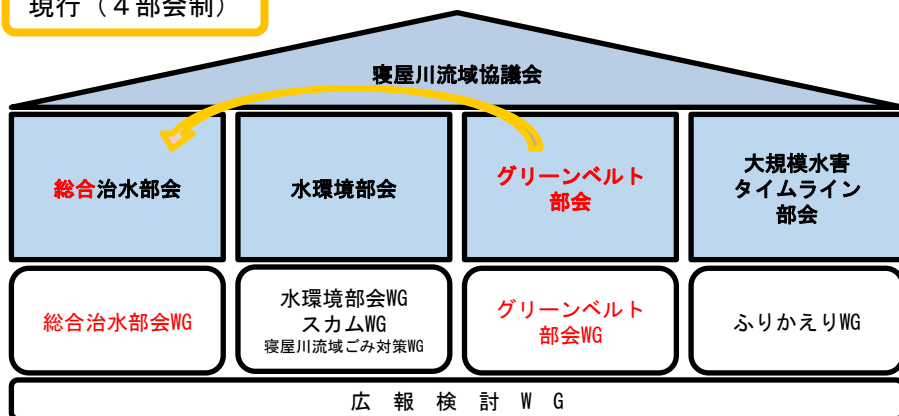 現行（４部会制）
寝屋川流域協議会
総合治水部会
水環境部会
グリーンベルト
部会
大規模水害
タイムライン
部会
総合治水部会WG
水環境部会WG
スカムWG
寝屋川流域ごみ対策WG
グリーンベルト
部会WG
ふりかえりWG
広報検討WG